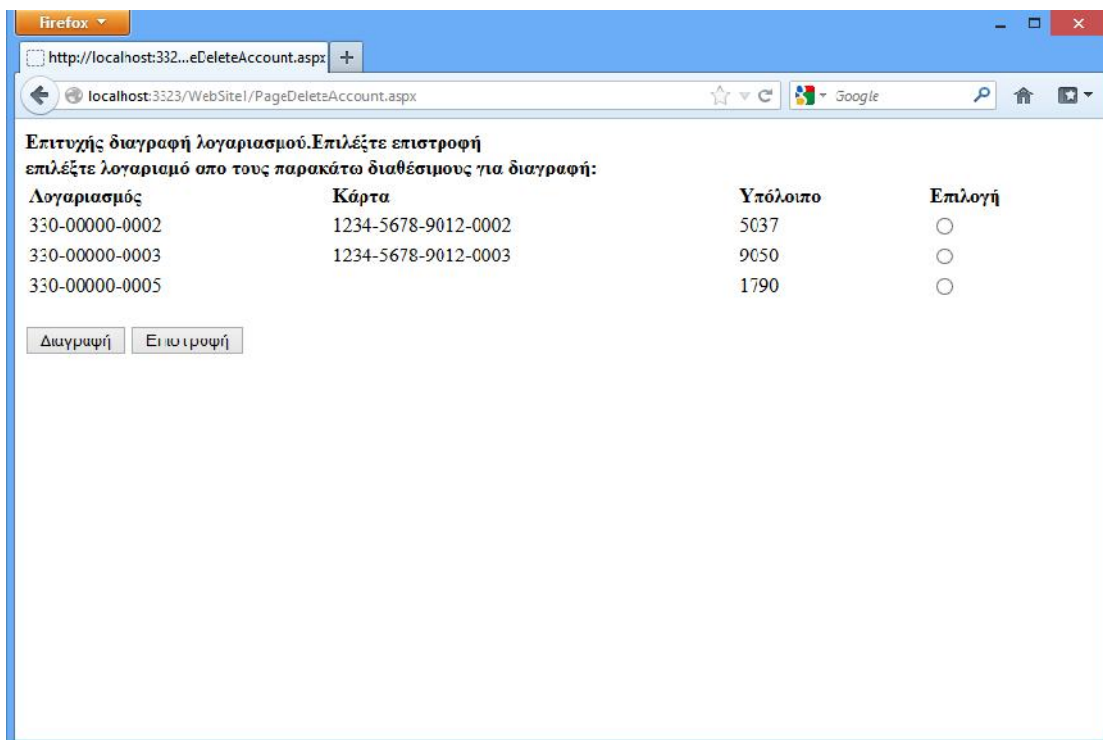 Firefox
http://localhost:332...eDeleteAccount.aspx
localhost:3323/WebSite1/PageDeleteAccount.aspx Google
Επιτυχής διαγραφή λογαριασμού.Επιλέξτε επιστροφή
επιλέξτε λογαριαμό απο τους παρακάτω διαθέσιμους για διαγραφή:
Λογαριασμός Κάρτα Υπόλοιπο Επιλογή
330-00000-0002 1234-5678-9012-0002 5037
330-00000-0003 1234-5678-9012-0003 9050
330-00000-0005 1790
Διαγραφή Επιστροφή